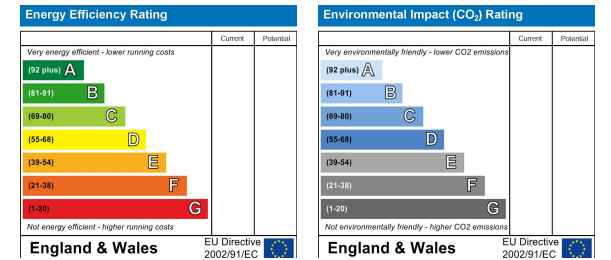 Energy Efficiency Rating
Current Potential
Very energy efficient - lower running costs
(92 plus) A
(81-91) B
(69-80) C
(55-68) D
(39-54) E
(21-38) F
(1-20) G
Not energy efficient - higher running costs
England & Wales
EU Directive
2002/91/EC
Environmental Impact (CO2) Rating
Current Potential
Very environmentally friendly - lower CO2 emissions
(92 plus) A
(81-91) B
(69-80) C
(55-68) D
(39-54) E
(21-38) F
(1-20) G
Not environmentally friendly - higher CO2 emissions
England & Wales
EU Directive
2002/91/EC